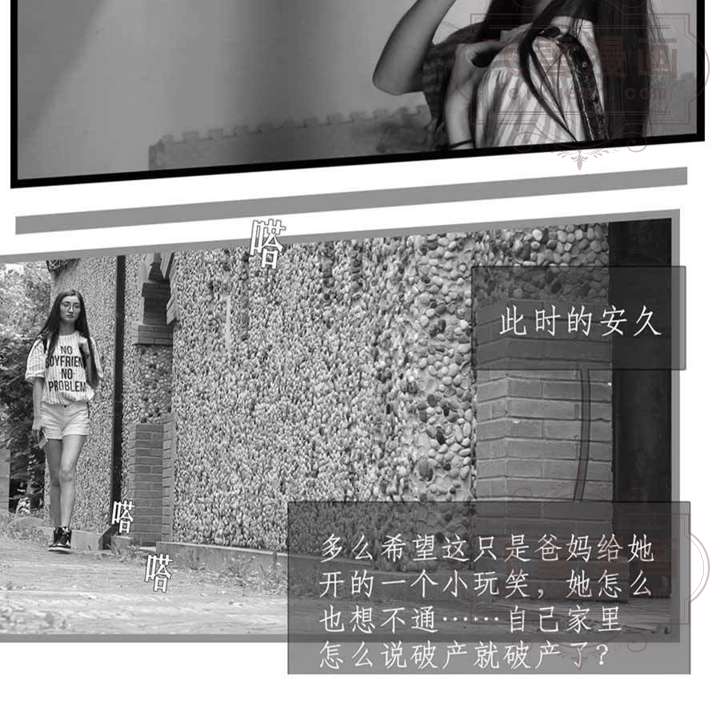 嗒
此时的安久
NO
BOYFRIEND
NO
PROBLEM
嗒
嗒
多么希望这只是爸妈给她
开的一个小玩笑，她怎么
也想不通……自己家里
怎么说破产就破产了？